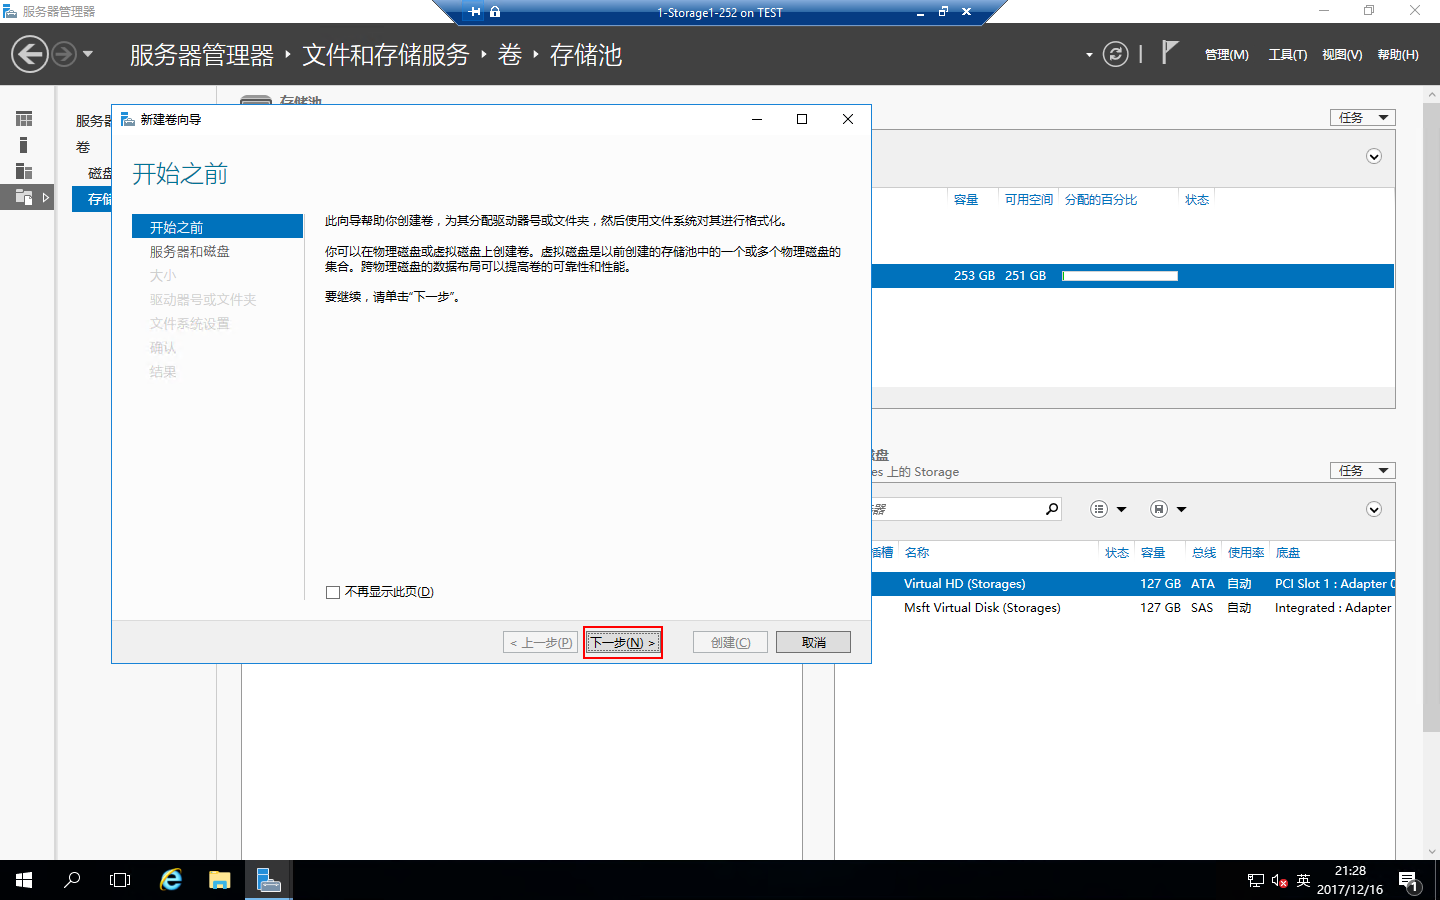 服务器管理器
1-Storage1-252 on TEST
服务器管理器 ‣ 文件和存储服务 ‣ 卷 ‣ 存储池
管理(M) 工具(T) 视图(V) 帮助(H)
存储池
服务器
卷
磁盘
存储
任务
容量 可用空间 分配的百分比 状态
253 GB 251 GB
新建卷向导
开始之前
开始之前
服务器和磁盘
大小
驱动器号或文件夹
文件系统设置
确认
结果
此向导帮助你创建卷，为其分配驱动器号或文件夹，然后使用文件系统对其进行格式化。
你可以在物理磁盘或虚拟磁盘上创建卷。虚拟磁盘是以前创建的存储池中的一个或多个物理磁盘的
集合。跨物理磁盘的数据布局可以提高卷的可靠性和性能。
要继续，请单击“下一步”。
不再显示此页(D)
< 上一步(P) 下一步(N) > 创建(C) 取消
盘
es 上的 Storage
任务
器
插槽 名称 状态 容量 总线 使用率 底盘
Virtual HD (Storages) 127 GB ATA 自动 PCI Slot 1 : Adapter 0
Msft Virtual Disk (Storages) 127 GB SAS 自动 Integrated : Adapter
英
21:28
2017/12/16
1